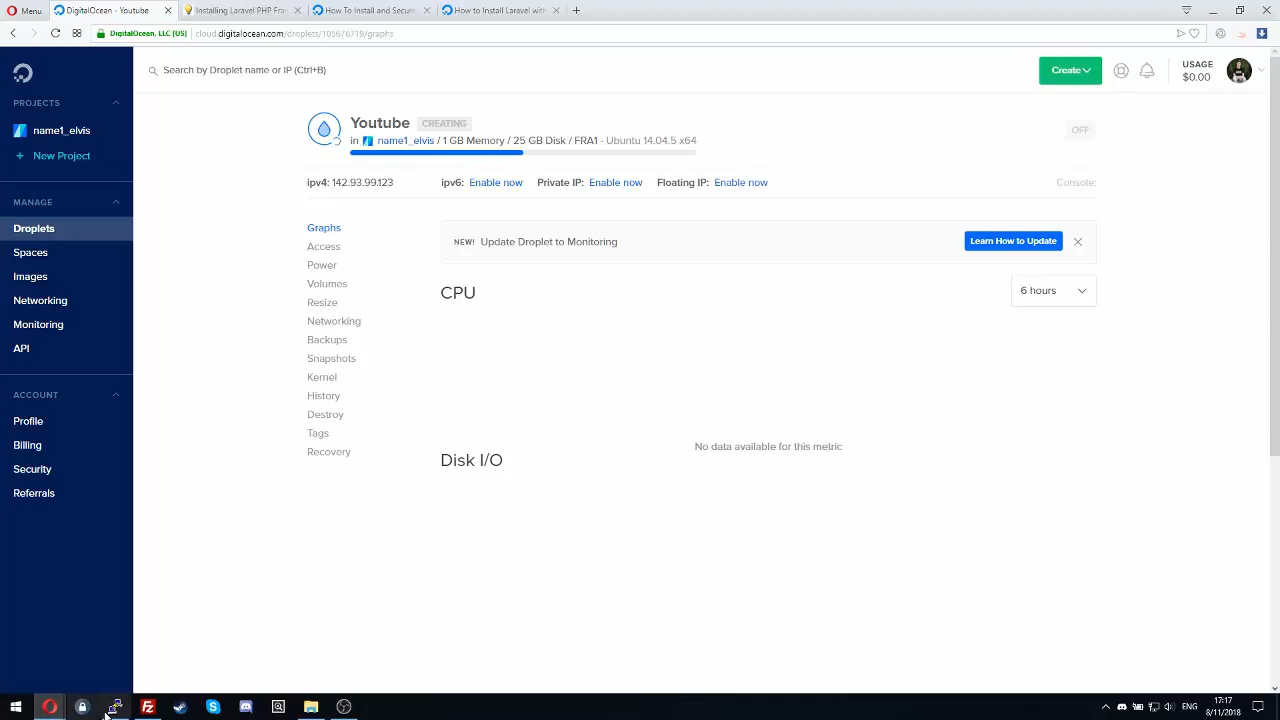 Menu
DigitalOcean - Youtube
Installing Laravel PHP Fra
How To Install and Secure
How to Install Laravel with
DigitalOcean, LLC [US]
cloud.digitalocean.com/droplets/105676719/graphs
Search by Droplet name or IP (Ctrl+B)
Create
USAGE
$0.00
PROJECTS
name1_elvis
+ New Project
MANAGE
Droplets
Spaces
Images
Networking
Monitoring
API
ACCOUNT
Profile
Billing
Security
Referrals
Youtube CREATING
in name1_elvis / 1 GB Memory / 25 GB Disk / FRA1 - Ubuntu 14.04.5 x64
OFF
ipv4: 142.93.99.123 ipv6: Enable now Private IP: Enable now Floating IP: Enable now Console:
Graphs
Access
Power
Volumes
Resize
Networking
Backups
Snapshots
Kernel
History
Destroy
Tags
Recovery
NEW! Update Droplet to Monitoring
Learn How to Update
CPU
6 hours
No data available for this metric
Disk I/O
ENG
17:17
8/11/2018